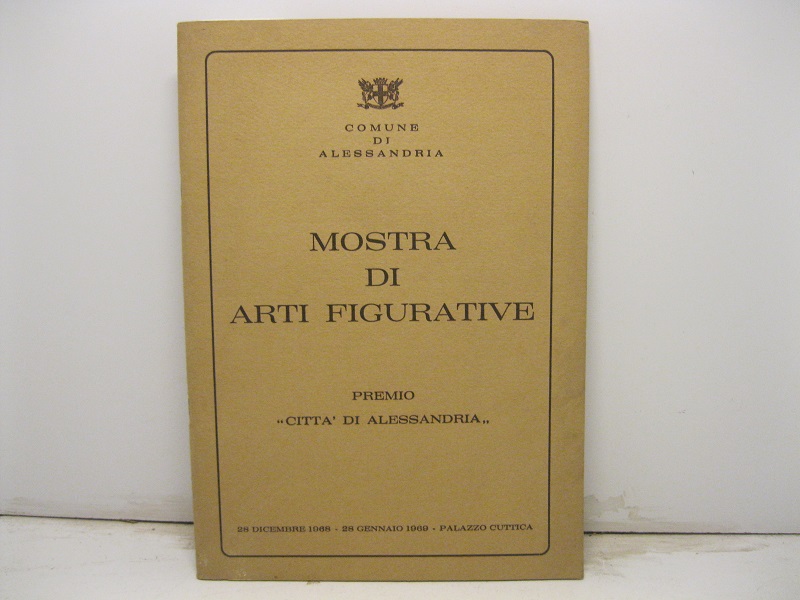 COMUNE
DI
ALESSANDRIA
MOSTRA
DI
ARTI FIGURATIVE
PREMIO
“CITTA' DI ALESSANDRIA„
28 DICEMBRE 1968 - 28 GENNAIO 1969 - PALAZZO CUTTICA